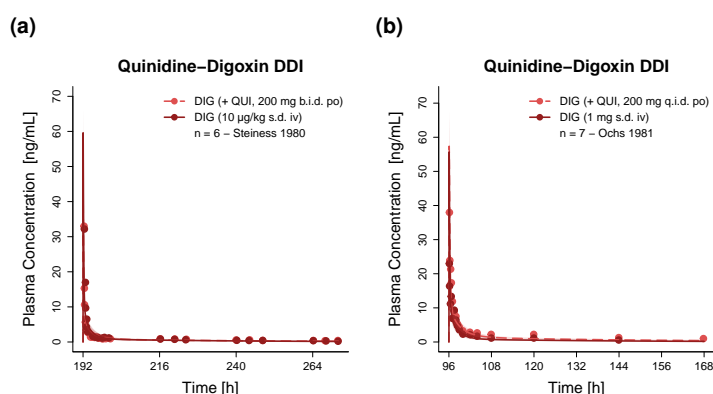 (a)
Quinidine−Digoxin DDI
DIG (+ QUI, 200 mg b.i.d. po)
DIG (10 µg/kg s.d. iv)
n = 6 − Steiness 1980
Plasma Concentration [ng/mL]
70
60
50
40
30
20
10
0
192 216 240 264
Time [h]
(b)
Quinidine−Digoxin DDI
DIG (+ QUI, 200 mg q.i.d. po)
DIG (1 mg s.d. iv)
n = 7 − Ochs 1981
Plasma Concentration [ng/mL]
70
60
50
40
30
20
10
0
96 108 120 132 144 156 168
Time [h]